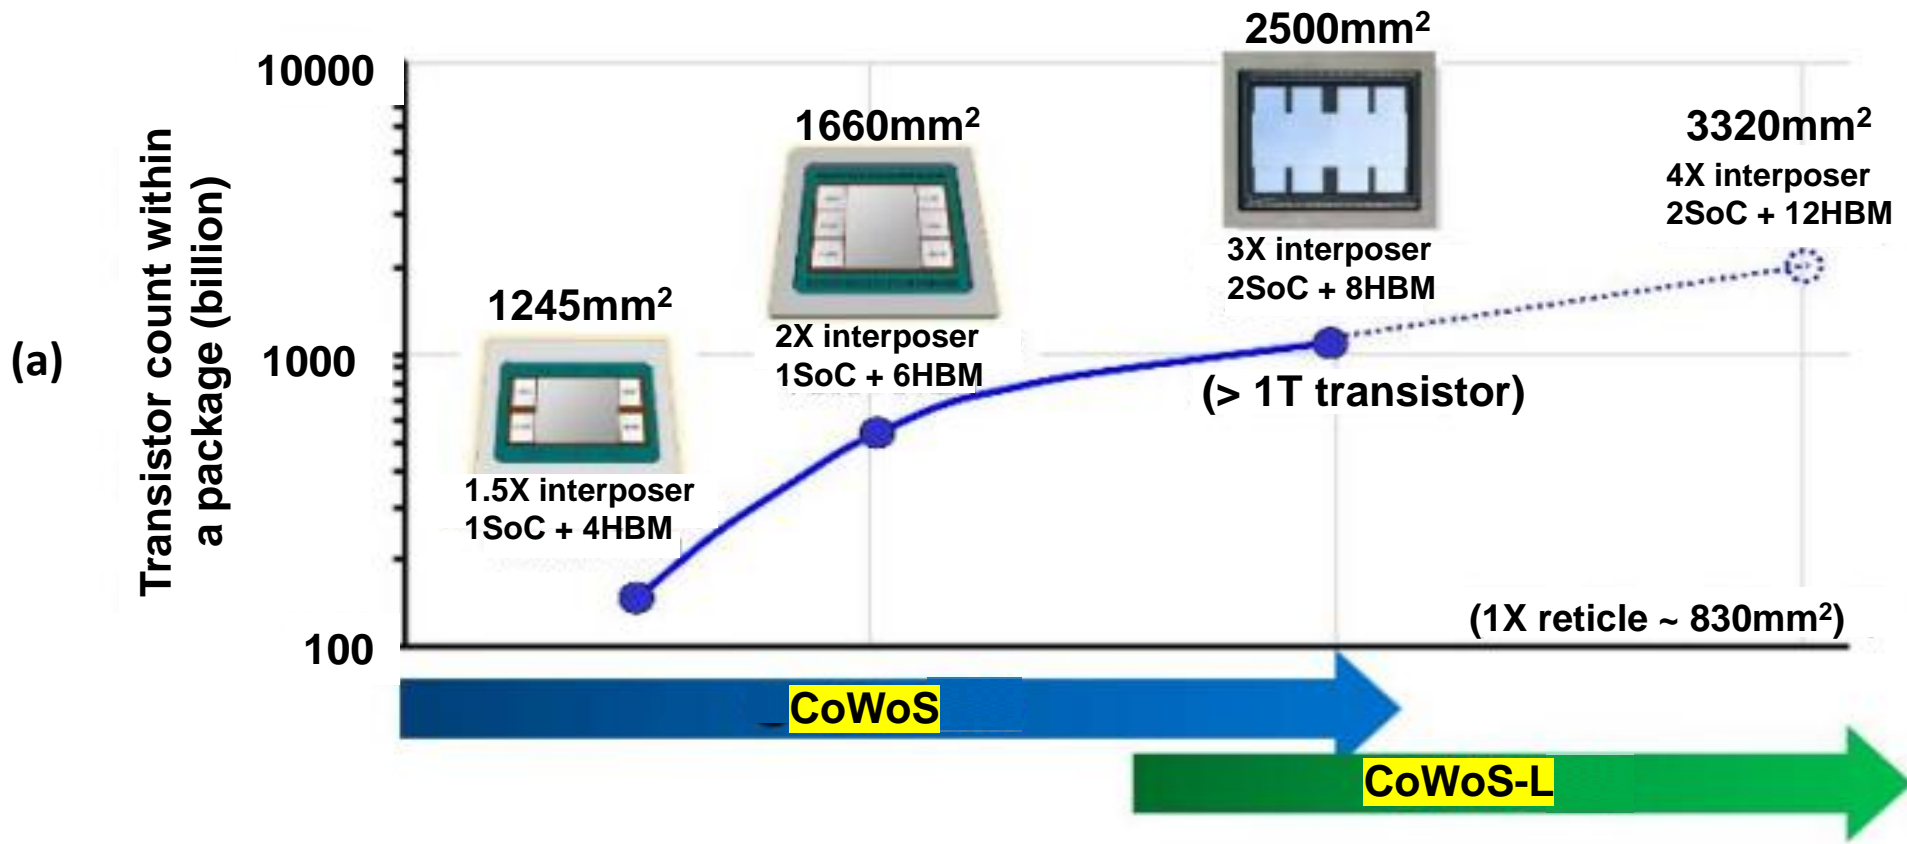 (a)
Transistor count within
a package (billion)
10000
1000
100
1245mm²
1.5X interposer
1SoC + 4HBM
1660mm²
2X interposer
1SoC + 6HBM
2500mm²
3X interposer
2SoC + 8HBM
(> 1T transistor)
3320mm²
4X interposer
2SoC + 12HBM
(1X reticle ~ 830mm²)
CoWoS
CoWoS-L